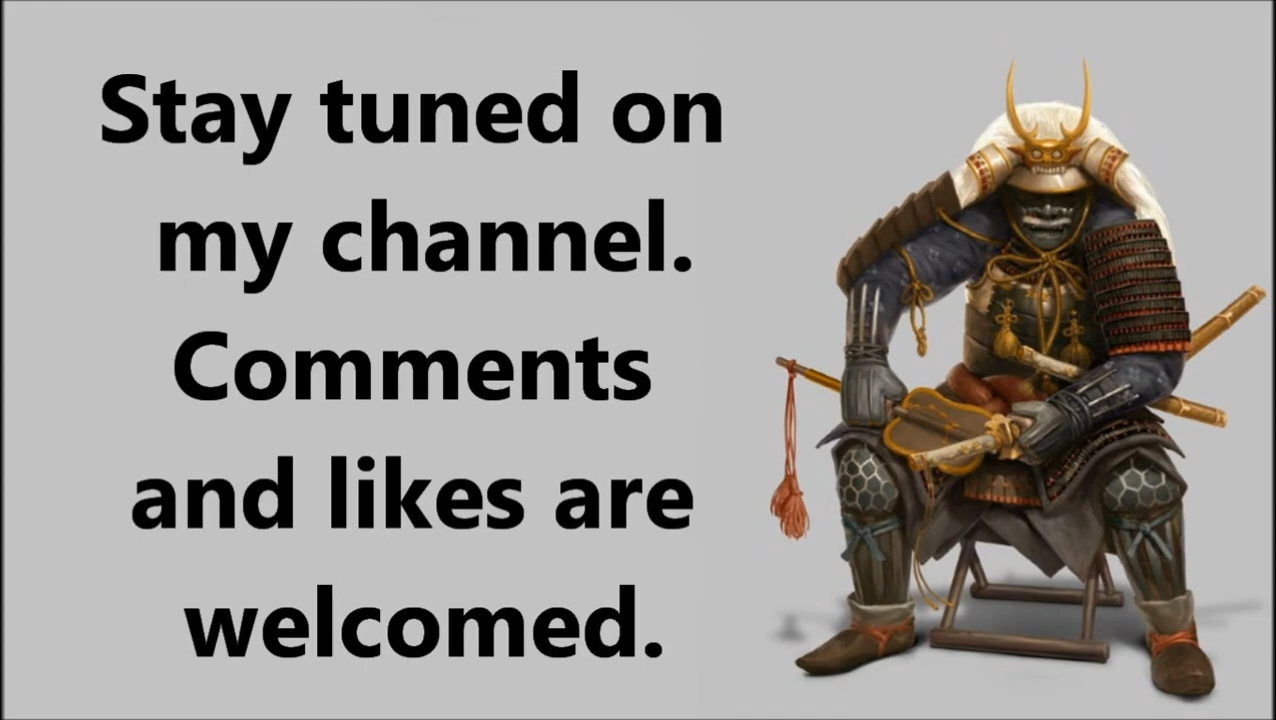 Stay tuned on
my channel.
Comments
and likes are
welcomed.